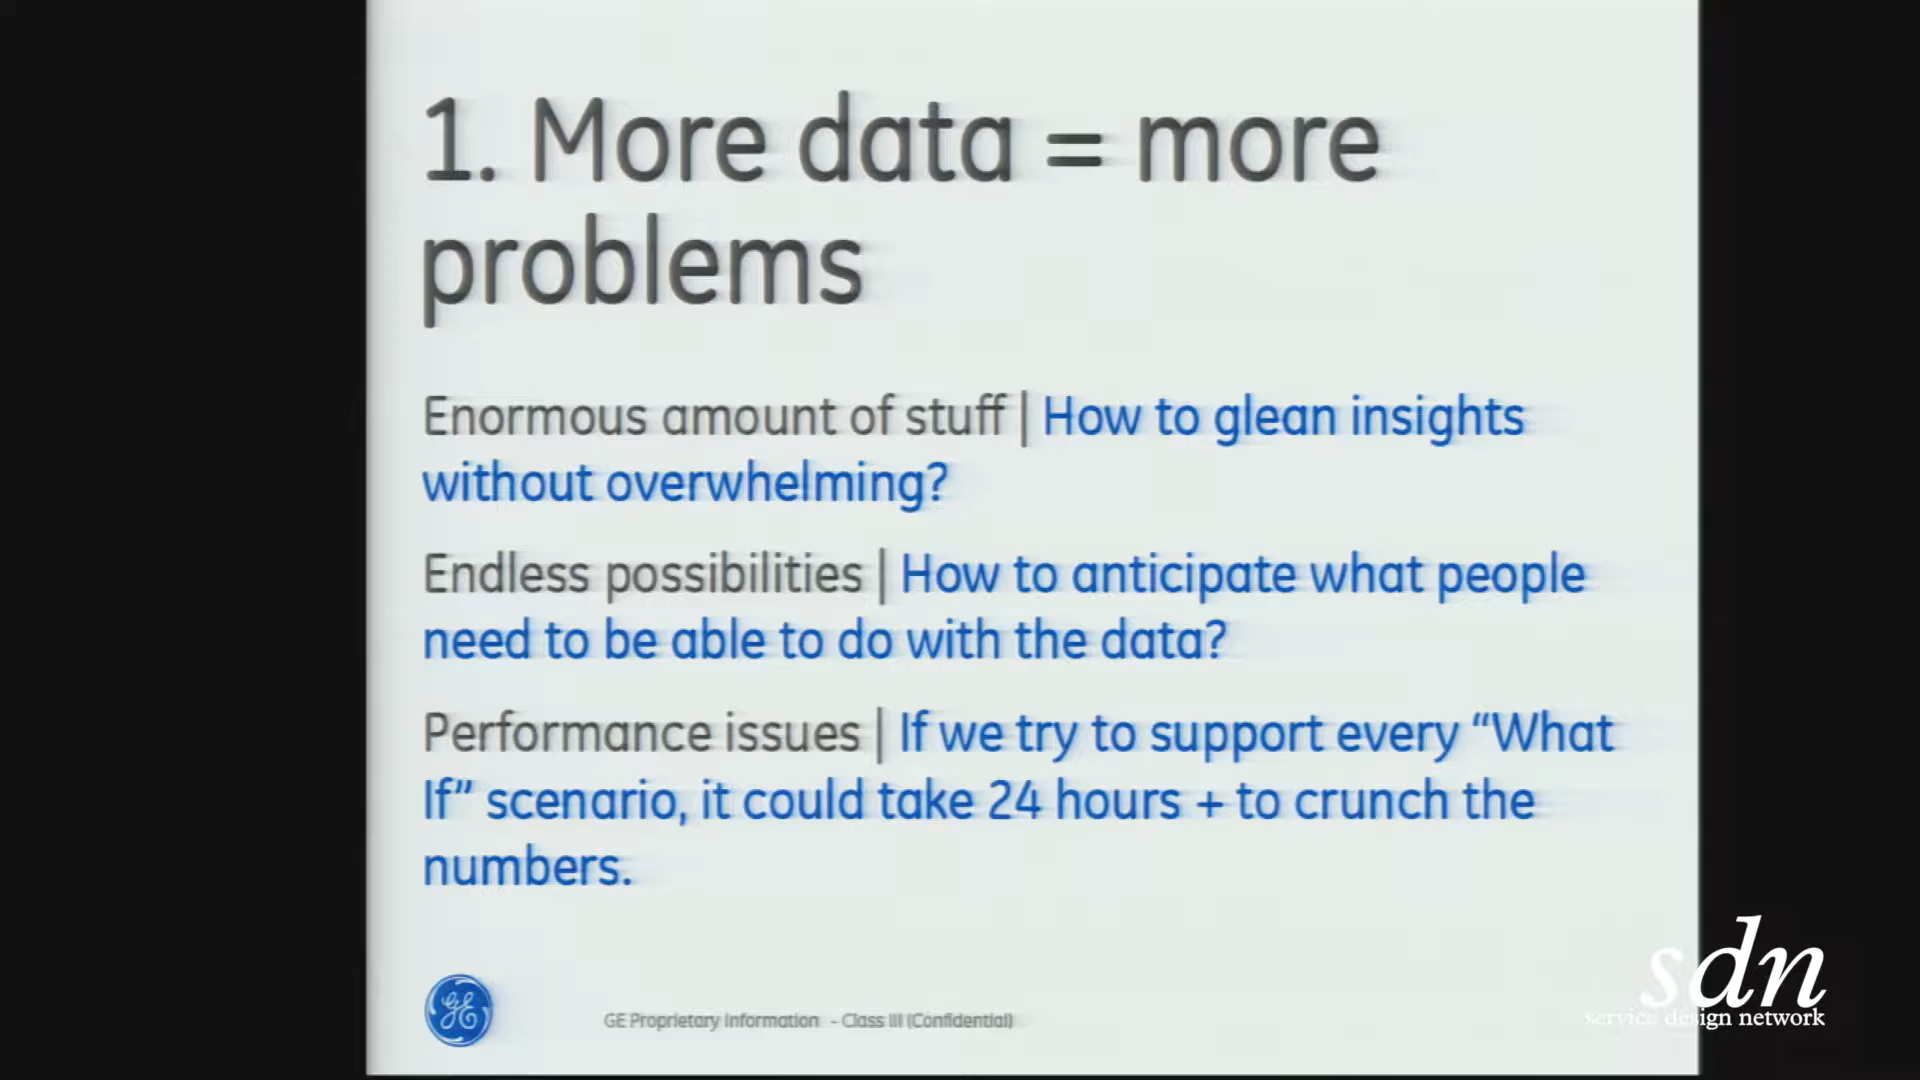 1. More data = more
problems
Enormous amount of stuff | How to glean insights
without overwhelming?
Endless possibilities | How to anticipate what people
need to be able to do with the data?
Performance issues | If we try to support every “What
If” scenario, it could take 24 hours + to crunch the
numbers.
GE
GE Proprietary Information - Class III (Confidential)
sdn
service design network